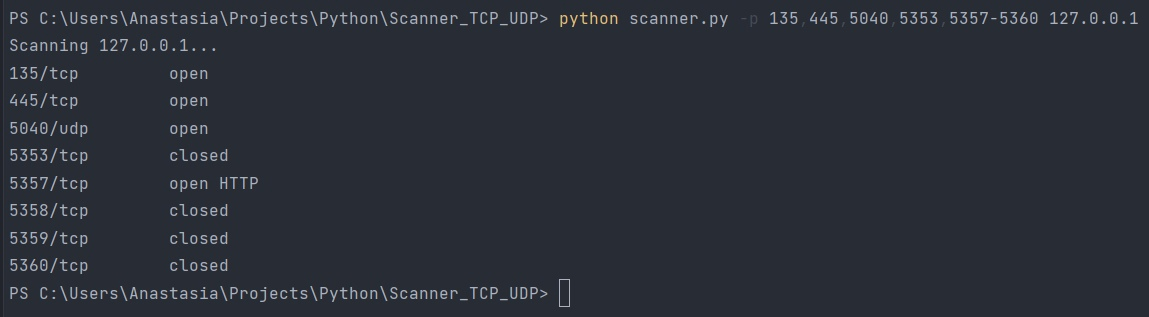 PS C:\Users\Anastasia\Projects\Python\Scanner_TCP_UDP> python scanner.py -p 135,445,5040,5353,5357-5360 127.0.0.1
Scanning 127.0.0.1...
135/tcp         open
445/tcp         open
5040/udp        open
5353/tcp        closed
5357/tcp        open HTTP
5358/tcp        closed
5359/tcp        closed
5360/tcp        closed
PS C:\Users\Anastasia\Projects\Python\Scanner_TCP_UDP>